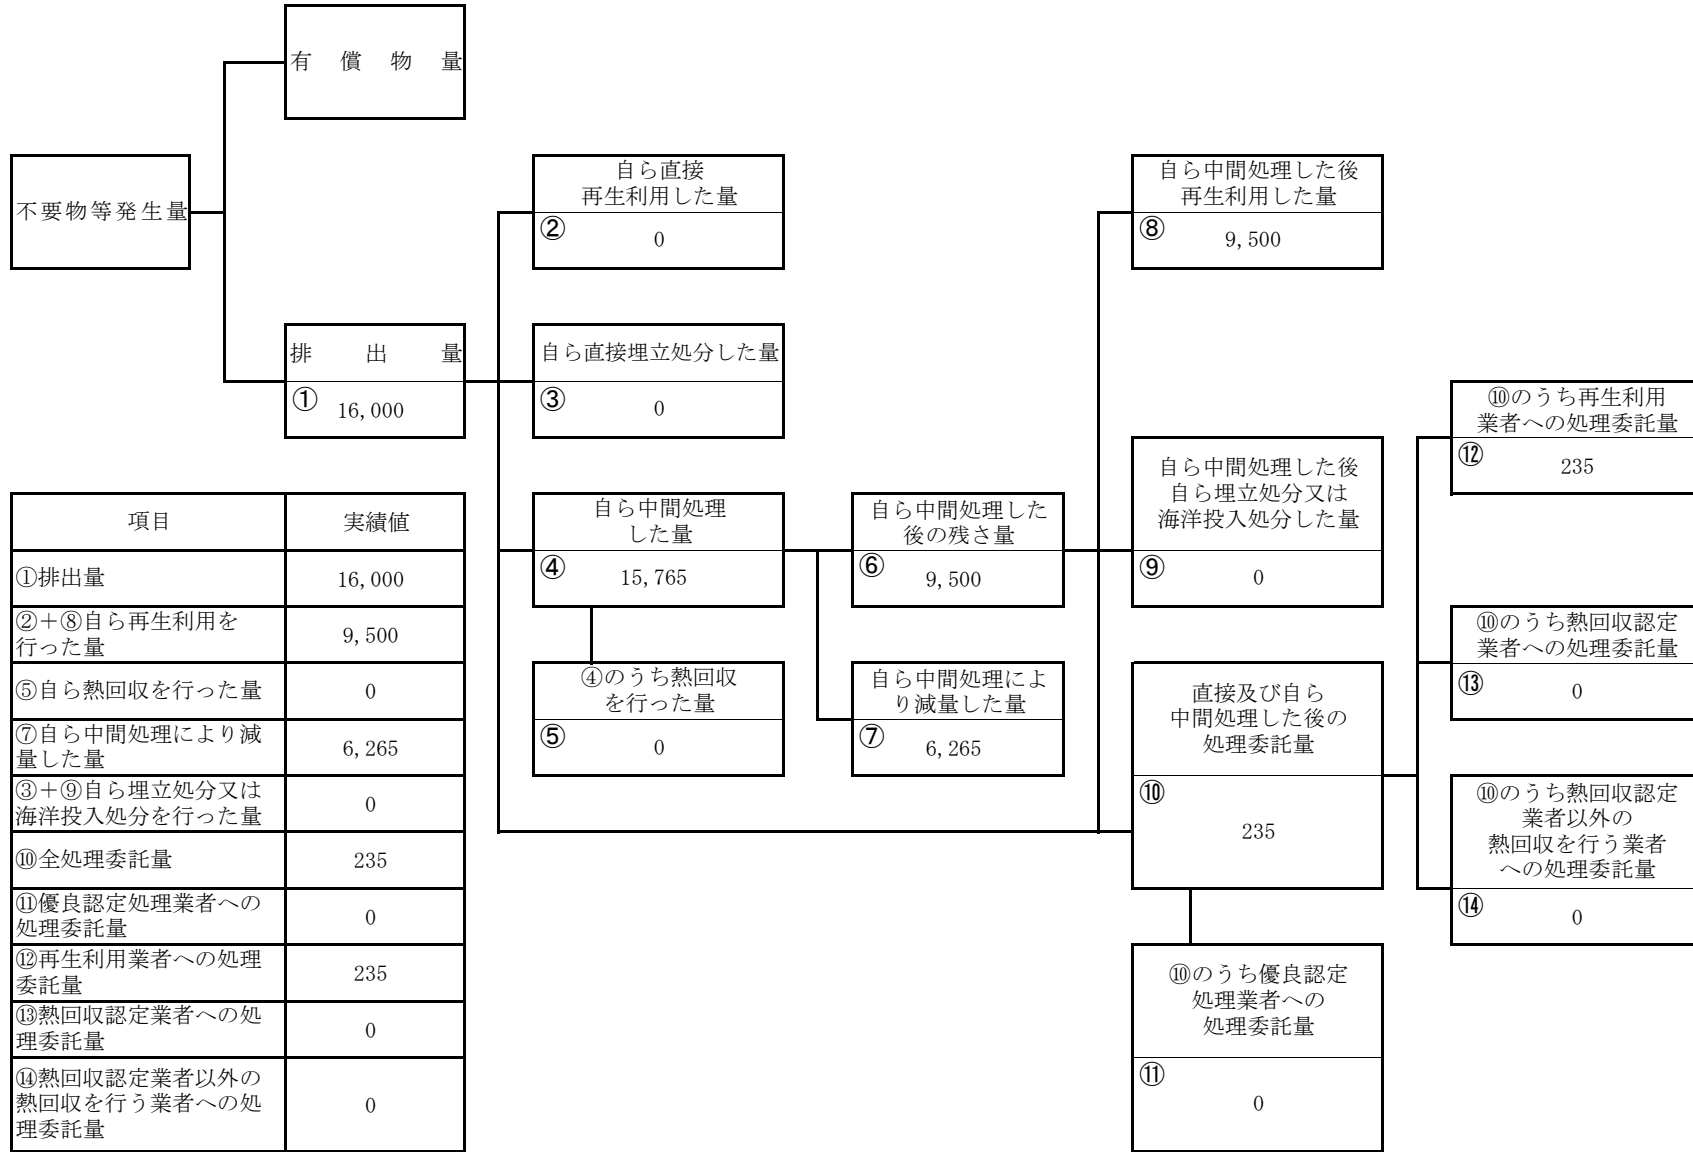 有償物量
不要物等発生量
排出量
① 16,000
自ら直接
再生利用した量
② 0
自ら直接埋立処分した量
③ 0
自ら中間処理
した量
④ 15,765
④のうち熱回収
を行った量
⑤ 0
自ら中間処理した
後の残さ量
⑥ 9,500
自ら中間処理によ
り減量した量
⑦ 6,265
自ら中間処理した後
再生利用した量
⑧ 9,500
自ら中間処理した後
自ら埋立処分又は
海洋投入処分した量
⑨ 0
直接及び自ら
中間処理した後の
処理委託量
⑩
235
⑩のうち優良認定
処理業者への
処理委託量
⑪
0
⑩のうち再生利用
業者への処理委託量
⑫ 235
⑩のうち熱回収認定
業者への処理委託量
⑬ 0
⑩のうち熱回収認定
業者以外の
熱回収を行う業者
への処理委託量
⑭ 0
項目 実績値
①排出量 16,000
②＋⑧自ら再生利用を
行った量 9,500
⑤自ら熱回収を行った量 0
⑦自ら中間処理により減
量した量 6,265
③＋⑨自ら埋立処分又は
海洋投入処分を行った量 0
⑩全処理委託量 235
⑪優良認定処理業者への
処理委託量 0
⑫再生利用業者への処理
委託量 235
⑬熱回収認定業者への処
理委託量 0
⑭熱回収認定業者以外の
熱回収を行う業者への処
理委託量 0